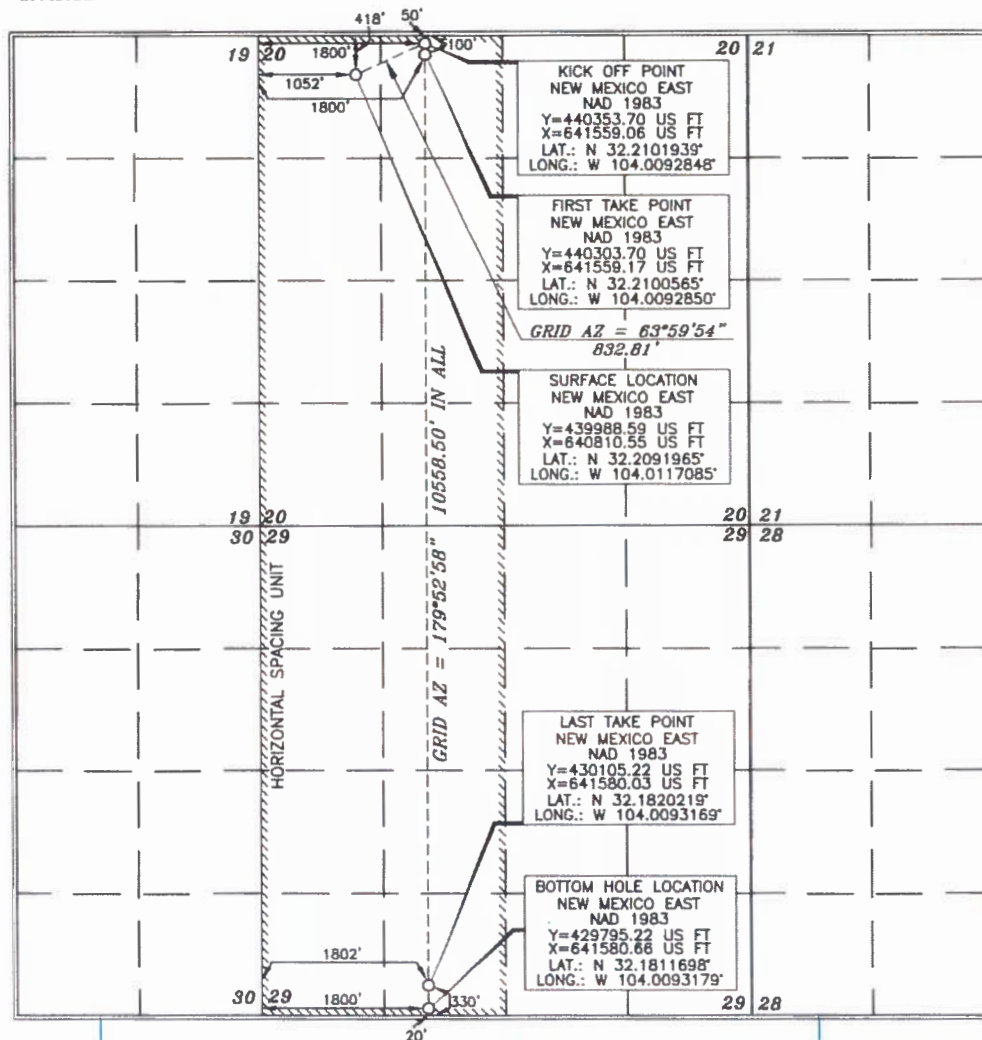 418'
50'
19 20
1800'
100'
20 21
1052'
1800'
KICK OFF POINT
NEW MEXICO EAST
NAD 1983
Y=440353.70 US FT
X=641559.06 US FT
LAT.: N 32.2101939°
LONG.: W 104.0092848°
FIRST TAKE POINT
NEW MEXICO EAST
NAD 1983
Y=440303.70 US FT
X=641559.17 US FT
LAT.: N 32.2100565°
LONG.: W 104.0092850°
GRID AZ = 63°59'54"
832.81'
SURFACE LOCATION
NEW MEXICO EAST
NAD 1983
Y=439988.59 US FT
X=640810.55 US FT
LAT.: N 32.2091965°
LONG.: W 104.0117085°
GRID AZ = 179°52'58" 10558.50' IN ALL
19 20
30 29
20 21
29 28
HORIZONTAL SPACING UNIT
LAST TAKE POINT
NEW MEXICO EAST
NAD 1983
Y=430105.22 US FT
X=641580.03 US FT
LAT.: N 32.1820219°
LONG.: W 104.0093169°
BOTTOM HOLE LOCATION
NEW MEXICO EAST
NAD 1983
Y=429795.22 US FT
X=641580.66 US FT
LAT.: N 32.1811698°
LONG.: W 104.0093179°
1802'
30 29
1800'
330'
29 28
20'